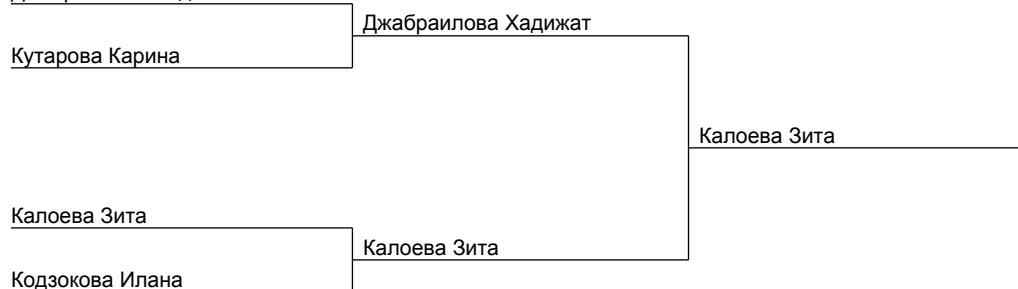 Джабраилова Хадижат
Кутарова Карина
Калоева Зита
Калоева Зита
Калоева Зита
Кодзокова Илана